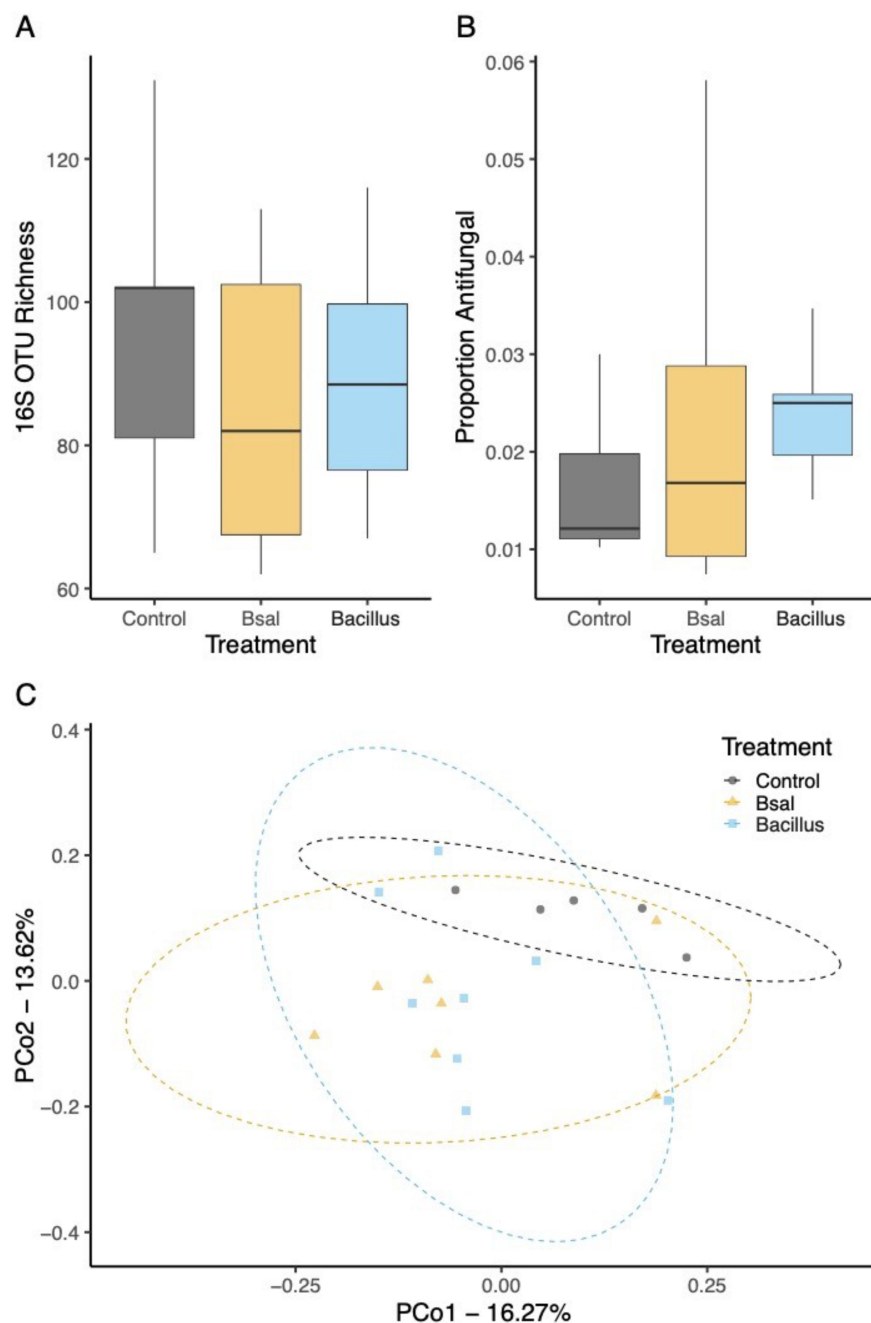 A
16S OTU Richness
120
100
80
60
Control Bsal Bacillus
Treatment
B
Proportion Antifungal
0.06
0.05
0.04
0.03
0.02
0.01
Control Bsal Bacillus
Treatment
C
PCo2 – 13.62%
0.4
0.2
0.0
−0.2
−0.4
Treatment
Control
Bsal
Bacillus
−0.25 0.00 0.25
PCo1 – 16.27%